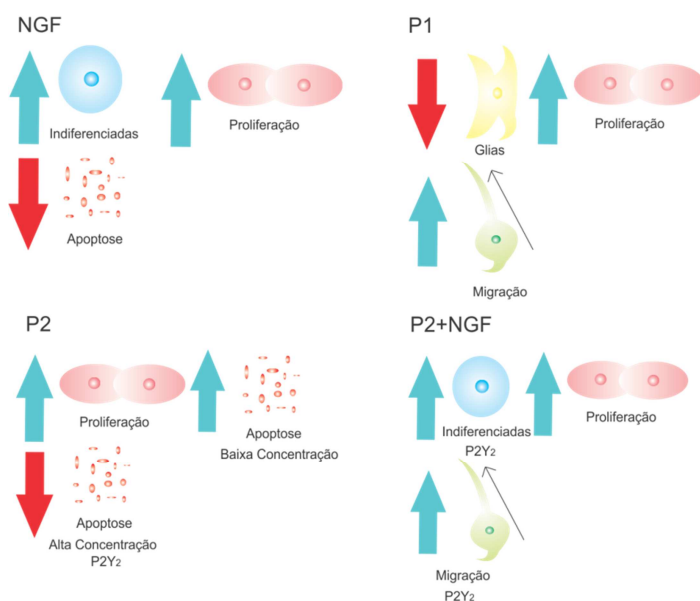 NGF
Indiferenciadas
Proliferação
Apoptose
P1
Glias
Proliferação
Migração
P2
Proliferação
Apoptose
Baixa Concentração
Apoptose
Alta Concentração
P2Y2
P2+NGF
Indiferenciadas
P2Y2
Proliferação
Migração
P2Y2